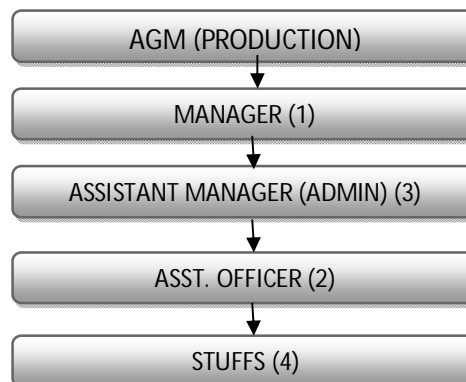 AGM (PRODUCTION)
MANAGER (1)
ASSISTANT MANAGER (ADMIN) (3)
ASST. OFFICER (2)
STUFFS (4)